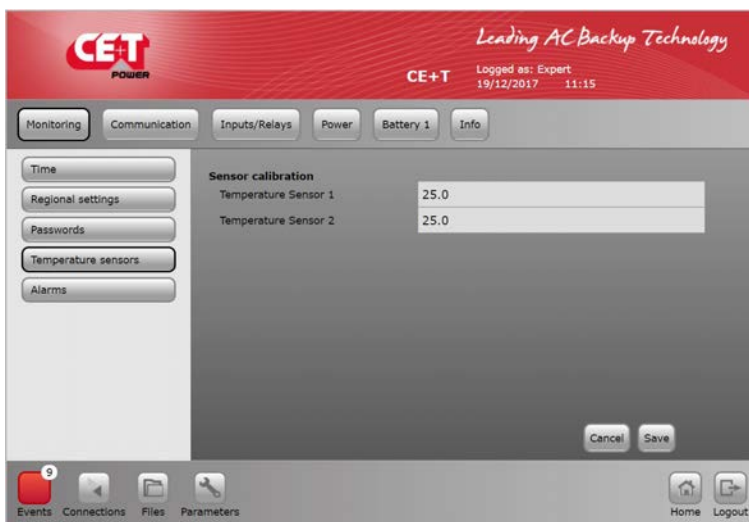 CE+T
POWER
Leading AC Backup Technology
CE+T
Logged as: Expert
19/12/2017 11:15
Monitoring Communication Inputs/Relays Power Battery 1 Info
Time
Regional settings
Passwords
Temperature sensors
Alarms
Sensor calibration
Temperature Sensor 1 25.0
Temperature Sensor 2 25.0
Cancel Save
9
Events Connections Files Parameters Home Logout